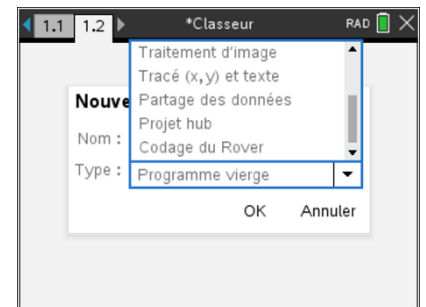 1.1 1.2 *Classeur RAD
Traitement d'image
Tracé (x,y) et texte
Nouve Partage des données
Projet hub
Nom :
Codage du Rover
Type : Programme vierge
OK Annuler